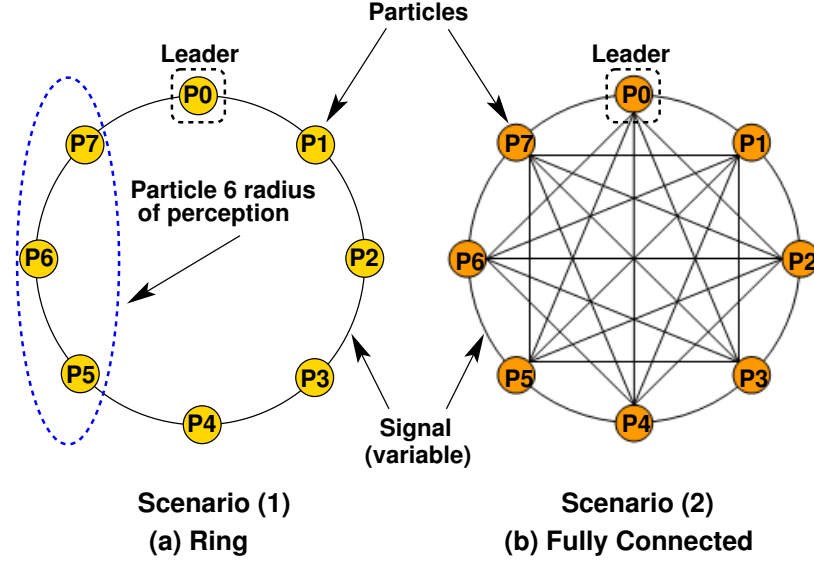 Particles
Leader
Leader
P0
P0
P7
P1
P7
P1
Particle 6 radius
of perception
P6
P2
P6
P2
P5
P3
P5
P3
P4
P4
Signal
(variable)
Scenario (1)
Scenario (2)
(a) Ring
(b) Fully Connected